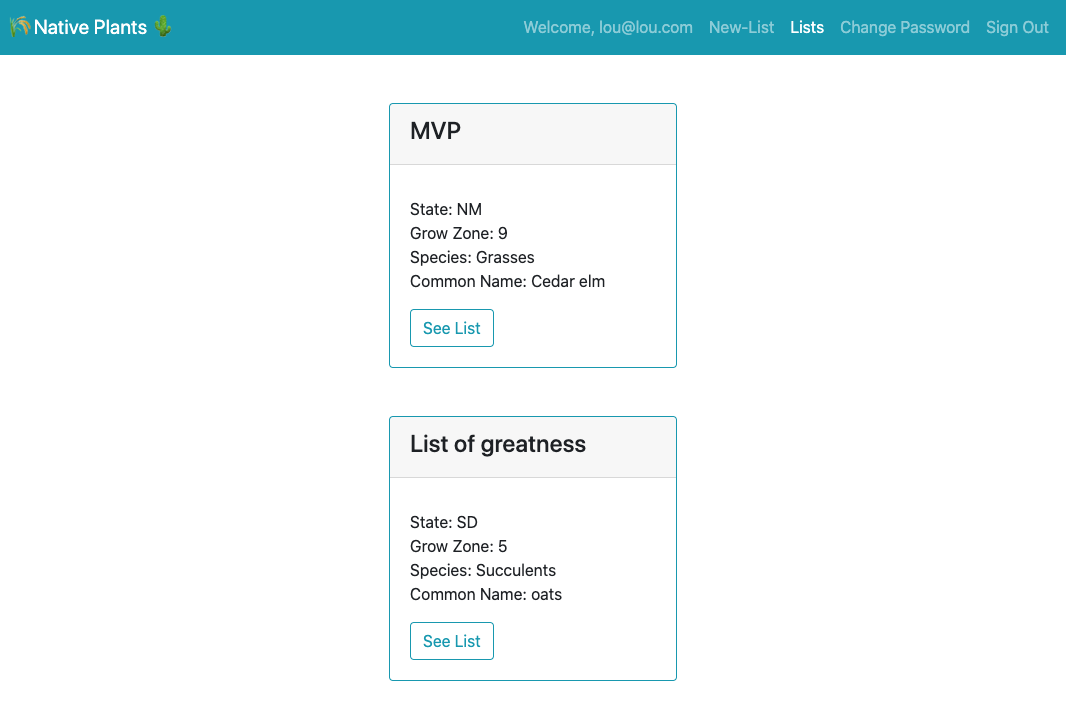 Native Plants
Welcome, lou@lou.com New-List Lists Change Password Sign Out
MVP
State: NM
Grow Zone: 9
Species: Grasses
Common Name: Cedar elm
See List
List of greatness
State: SD
Grow Zone: 5
Species: Succulents
Common Name: oats
See List